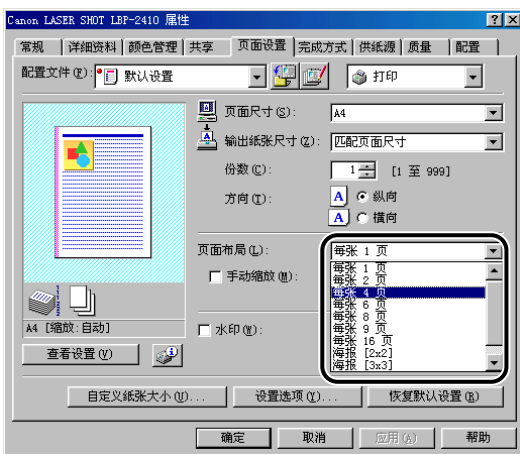 Canon LASER SHOT LBP-2410 属性
常规 详细资料 颜色管理 共享 页面设置 完成方式 供纸源 质量 配置
配置文件(F): 默认设置 打印
页面尺寸(S): A4
输出纸张尺寸(Z): 匹配页面尺寸
份数(C): 1 [1 至 999]
方向(T): A 纵向
A 横向
页面布局(L): 每张 1 页
手动缩放(M):
每张 1 页
每张 2 页
每张 4 页
每张 6 页
每张 8 页
每张 9 页
每张 16 页
海报 [2x2]
海报 [3x3]
A4 [缩放:自动]
水印(W):
查看设置(V)
自定义纸张大小(U)... 设置选项(Y)... 恢复默认设置(R)
确定 取消 应用(A) 帮助